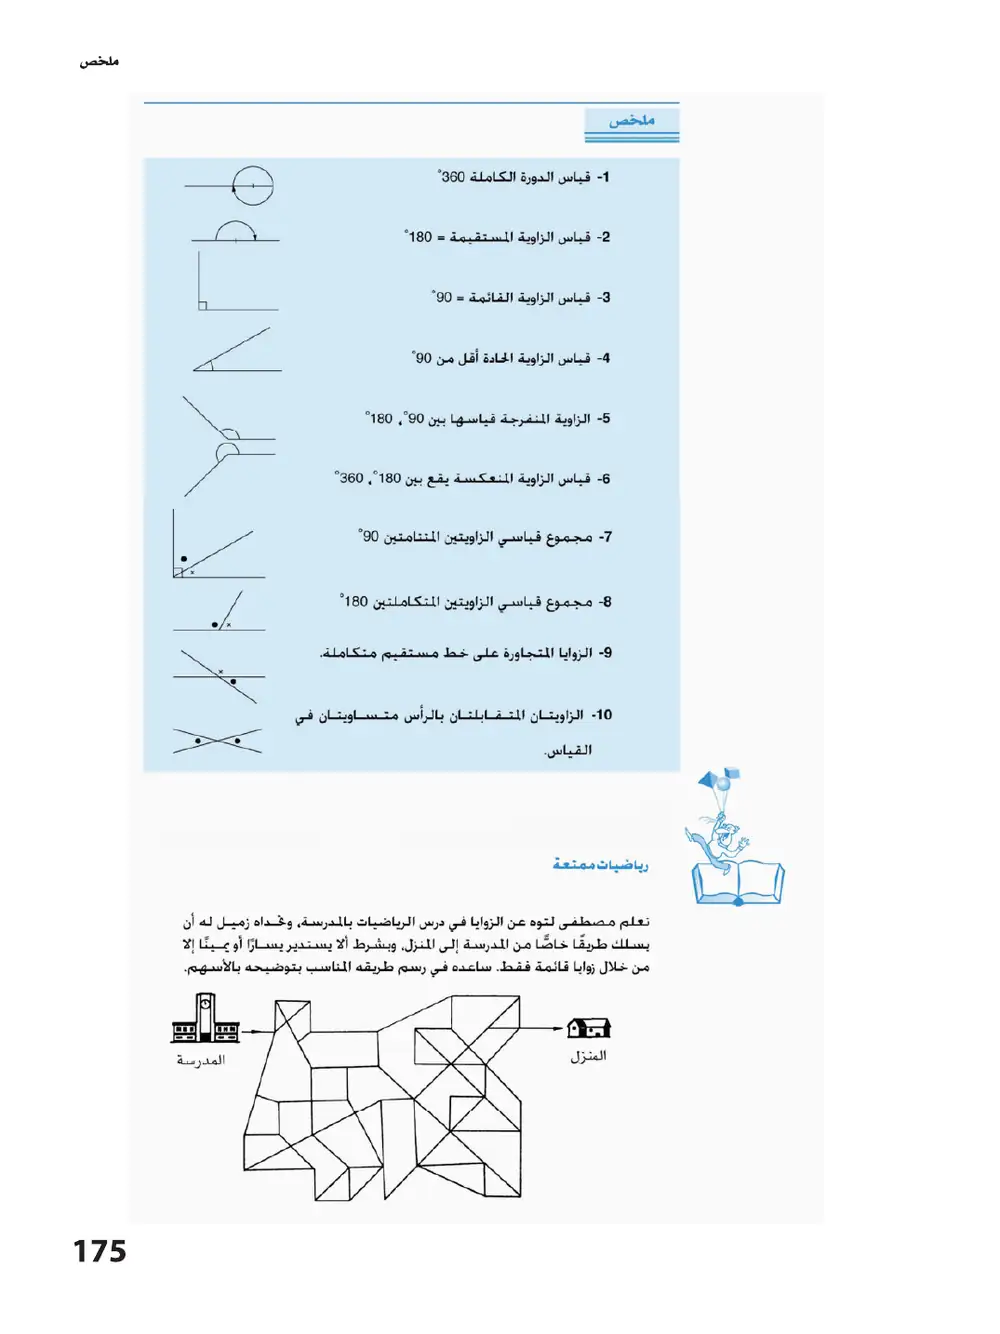 ملخص
ملخص
1- قياس الدورة الكاملة 360°
2- قياس الزاوية المستقيمة = 180°
3- قياس الزاوية القائمة = 90°
4- قياس الزاوية الحادة أقل من 90°
5- الزاوية المنفرجة قياسها بين 90°، 180°
6- قياس الزاوية المنعكسة يقع بين 180°، 360°
7- مجموع قياسي الزاويتين المتتامتين 90°
8- مجموع قياسي الزاويتين المتكاملتين 180°
9- الزوايا المتجاورة على خط مستقيم متكاملة.
10- الزاويتان المتقابلتان بالرأس متساويتان في
القياس.
رياضيات ممتعة
تعلم مصطفى لتوه عن الزوايا في درس الرياضيات بالمدرسة، وتحداه زميل له أن
يسلك طريقًا خاصًّا من المدرسة إلى المنزل، وبشرط ألا يستدير يسارًا أو يمينًا إلا
من خلال زوايا قائمة فقط. ساعده في رسم طريقه المناسب بتوضيحه بالأسهم.
المنزل
المدرسة
175